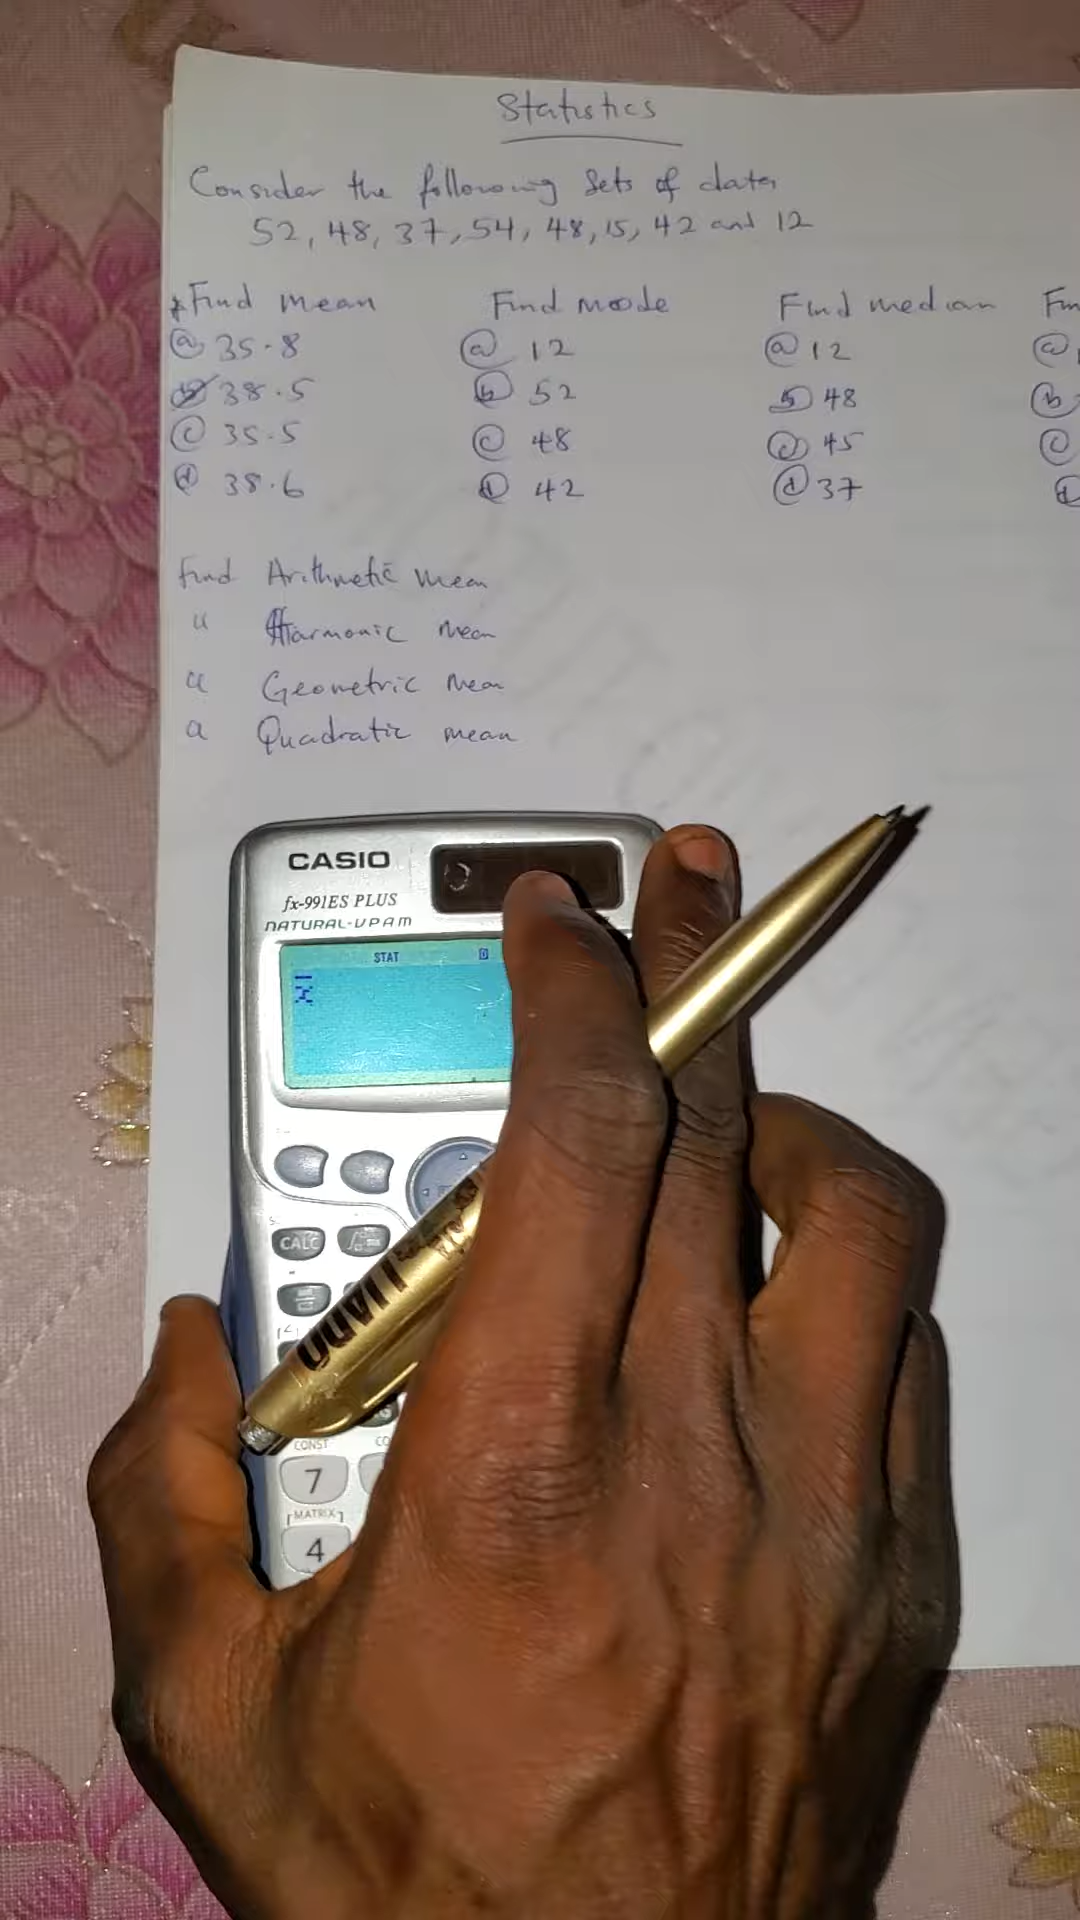 Statistics
Consider the following Sets of data
52, 48, 37, 54, 48, 15, 42 and 12
*Find mean
a 35.8
b 38.5
c 35.5
d 38.6
Find mode
a 12
b 52
c 48
d 42
Find median
a 12
b 48
c 45
d 37
a
b
c
d
find Arithmetic mean
" Harmonic mean
" Geometric mean
" Quadratic mean
CASIO
fx-991ES PLUS
NATURAL-V.P.A.M.
STAT D
x̄
CALC
CONST
CO
7
[MATRIX]
4